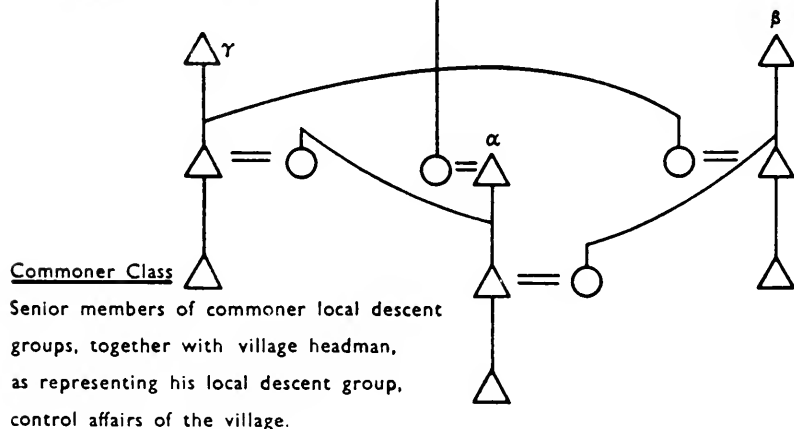 β
γ
α
Commoner Class
Senior members of commoner local descent
groups, together with village headman,
as representing his local descent group,
control affairs of the village.